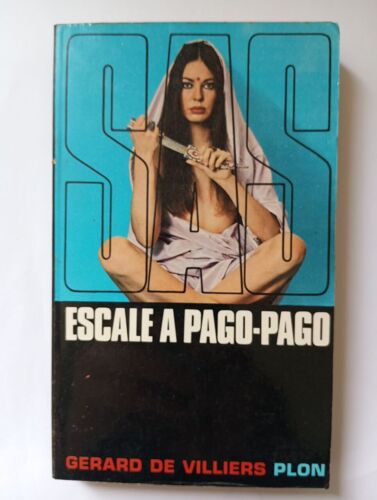 SAS
ESCALE A PAGO-PAGO
GERARD DE VILLIERS PLON